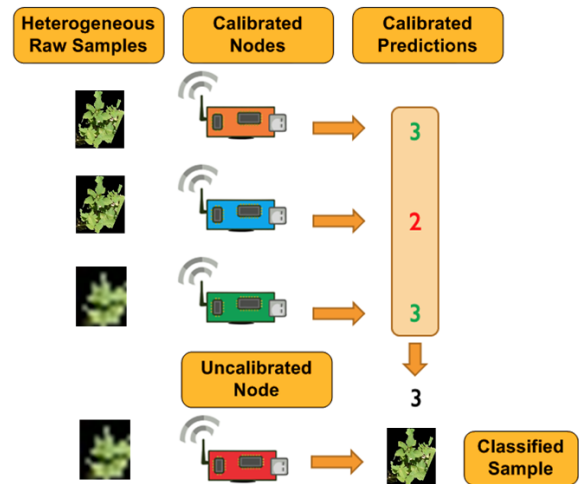 Heterogeneous
Raw Samples
Calibrated
Nodes
Calibrated
Predictions
3
2
3
Uncalibrated
Node
3
Classified
Sample